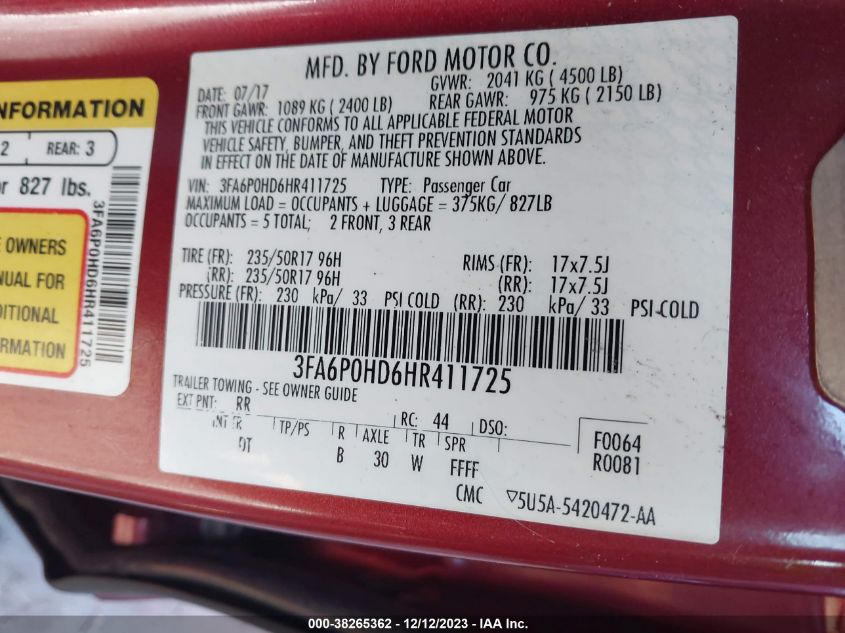 MFD. BY FORD MOTOR CO.
DATE: 07/17 GVWR: 2041 KG ( 4500 LB)
FRONT GAWR: 1089 KG ( 2400 LB) REAR GAWR: 975 KG ( 2150 LB)
THIS VEHICLE CONFORMS TO ALL APPLICABLE FEDERAL MOTOR
VEHICLE SAFETY, BUMPER, AND THEFT PREVENTION STANDARDS
IN EFFECT ON THE DATE OF MANUFACTURE SHOWN ABOVE.
VIN: 3FA6P0HD6HR411725 TYPE: Passenger Car
MAXIMUM LOAD = OCCUPANTS + LUGGAGE = 375KG/ 827LB
OCCUPANTS = 5 TOTAL; 2 FRONT, 3 REAR
TIRE (FR): 235/50R17 96H RIMS (FR): 17x7.5J
(RR): 235/50R17 96H (RR): 17x7.5J
PRESSURE (FR): 230 kPa/ 33 PSI COLD (RR): 230 kPa/ 33 PSI-COLD
3FA6P0HD6HR411725
TRAILER TOWING - SEE OWNER GUIDE
EXT PNT: RR RC: 44 DSO:
INT TR TP/PS R AXLE TR SPR F0064
DT B 30 W FFFF R0081
CMC ▽5U5A-5420472-AA
INFORMATION
2 REAR: 3
or 827 lbs.
E OWNERS
NUAL FOR
DITIONAL
RMATION
3FA6P0HD6HR411725
000-38265362 - 12/12/2023 - IAA Inc.